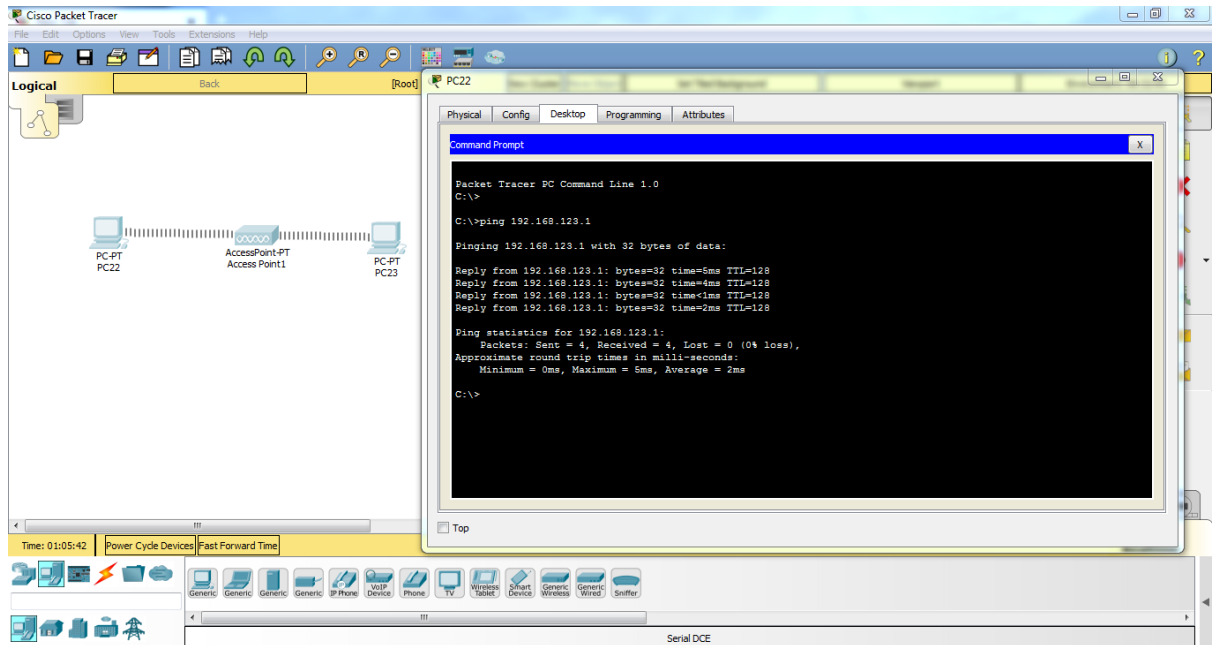 Cisco Packet Tracer
File Edit Options View Tools Extensions Help
Logical
Back
[Root]
PC22
Physical Config Desktop Programming Attributes
Command Prompt
X
Packet Tracer PC Command Line 1.0
C:\>
C:\>ping 192.168.123.1
Pinging 192.168.123.1 with 32 bytes of data:
Reply from 192.168.123.1: bytes=32 time=5ms TTL=128
Reply from 192.168.123.1: bytes=32 time=4ms TTL=128
Reply from 192.168.123.1: bytes=32 time<1ms TTL=128
Reply from 192.168.123.1: bytes=32 time=2ms TTL=128
Ping statistics for 192.168.123.1:
Packets: Sent = 4, Received = 4, Lost = 0 (0% loss),
Approximate round trip times in milli-seconds:
Minimum = 0ms, Maximum = 5ms, Average = 2ms
C:\>
Top
PC-PT
PC22
AccessPoint-PT
Access Point1
PC-PT
PC23
Time: 01:05:42
Power Cycle Devices
Fast Forward Time
Generic
Generic
Generic
Generic
IP Phone
VoIP Device
Phone
TV
Wireless Tablet
Smart Device
Generic Wireless
Generic Wired
Sniffer
Serial DCE